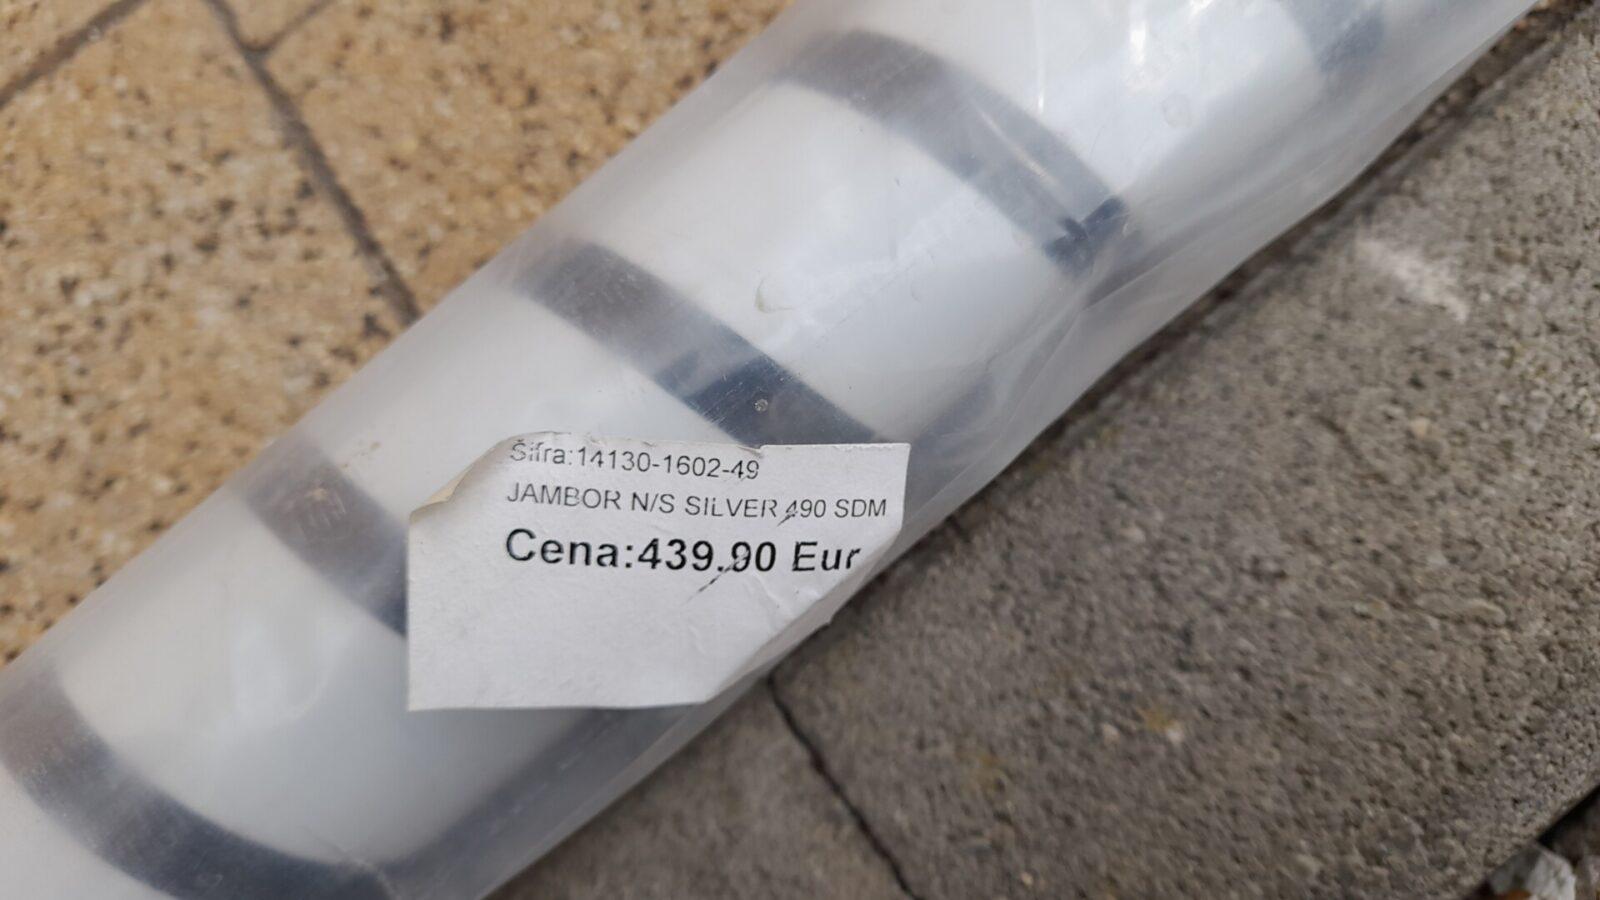 Šifra:14130-1602-49
JAMBOR N/S SILVER 490 SDM
Cena:439.90 Eur